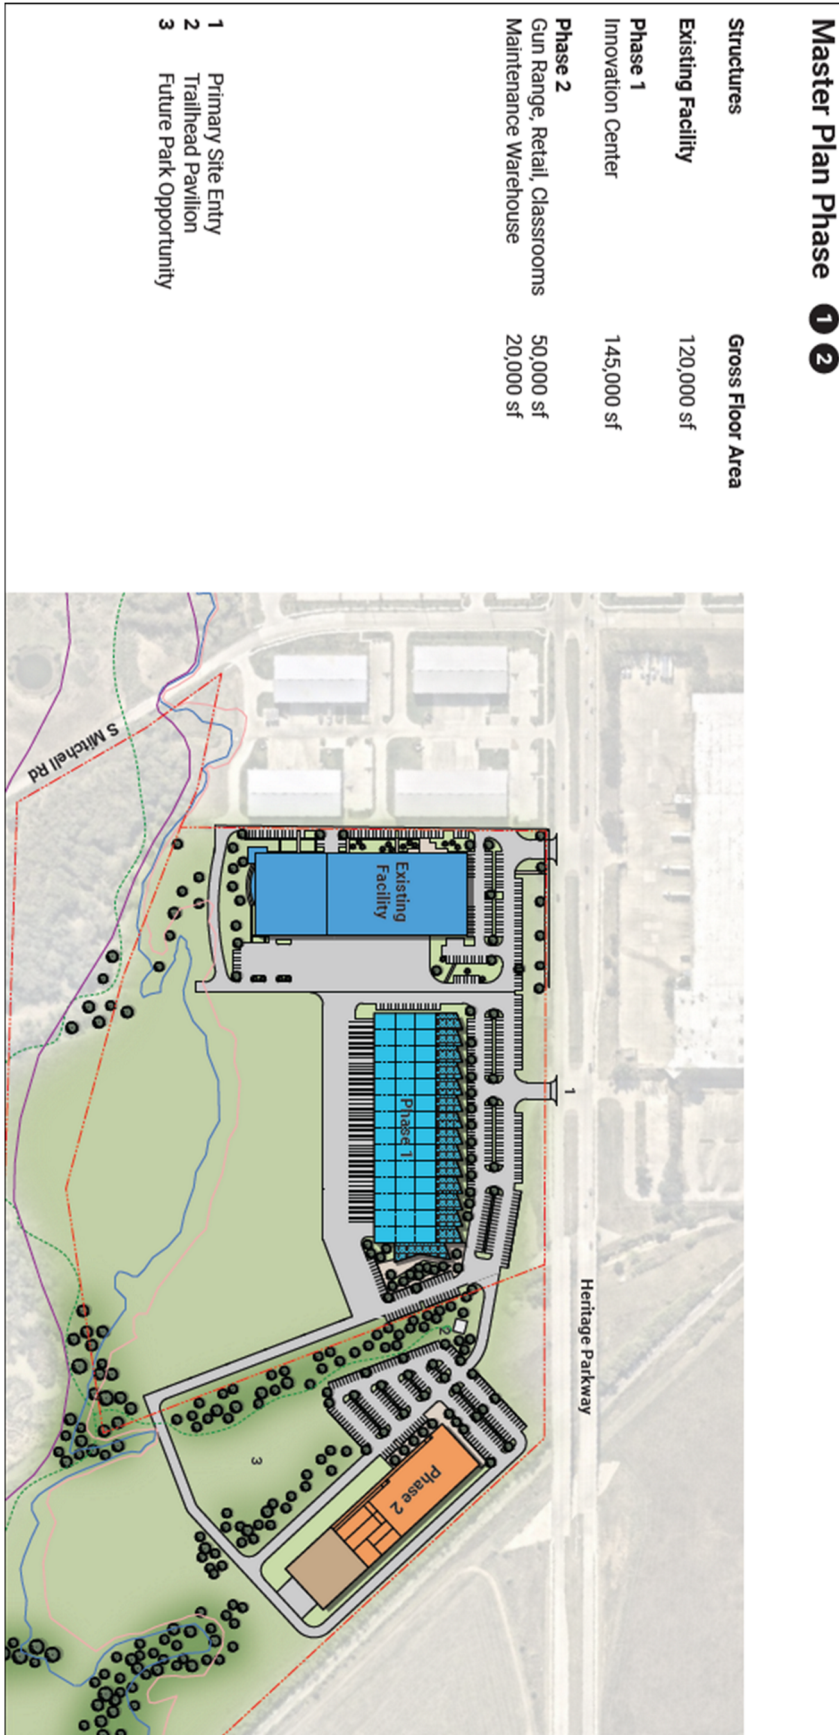 Master Plan Phase 1 2
Structures Gross Floor Area
Existing Facility 120,000 sf
Phase 1
Innovation Center 145,000 sf
Phase 2
Gun Range, Retail, Classrooms 50,000 sf
Maintenance Warehouse 20,000 sf
1 Primary Site Entry
2 Trailhead Pavilion
3 Future Park Opportunity
S Mitchell Rd
Existing
Facility
Phase 1
1
Heritage Parkway
2
Phase 2
3